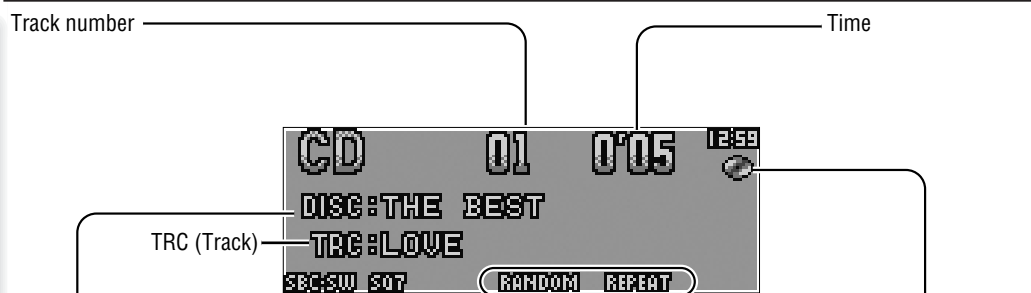 Track number
Time
CD 01 0'05 12:59
DISC:THE BEST
TRC (Track)
TRC:LOVE
SBC:SW SQ7 RANDOM REPEAT